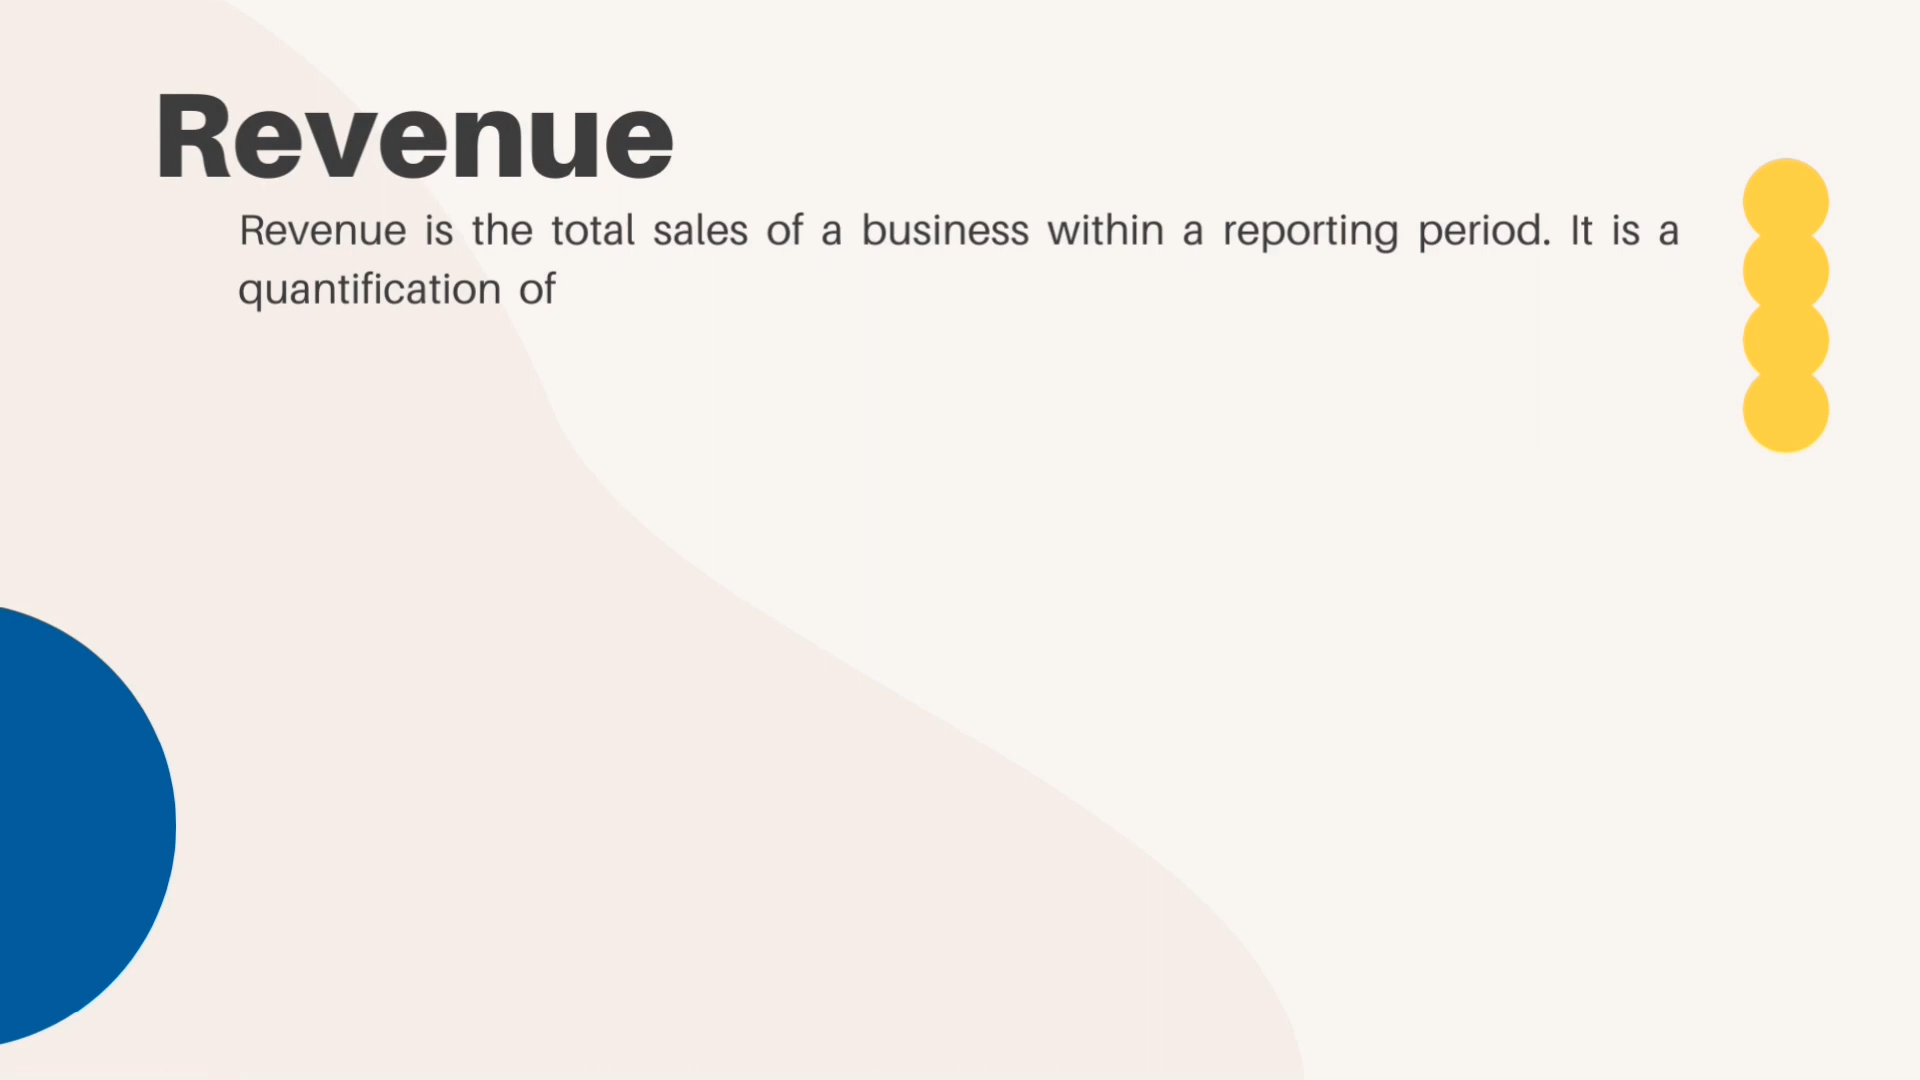 Revenue
Revenue is the total sales of a business within a reporting period. It is a
quantification of